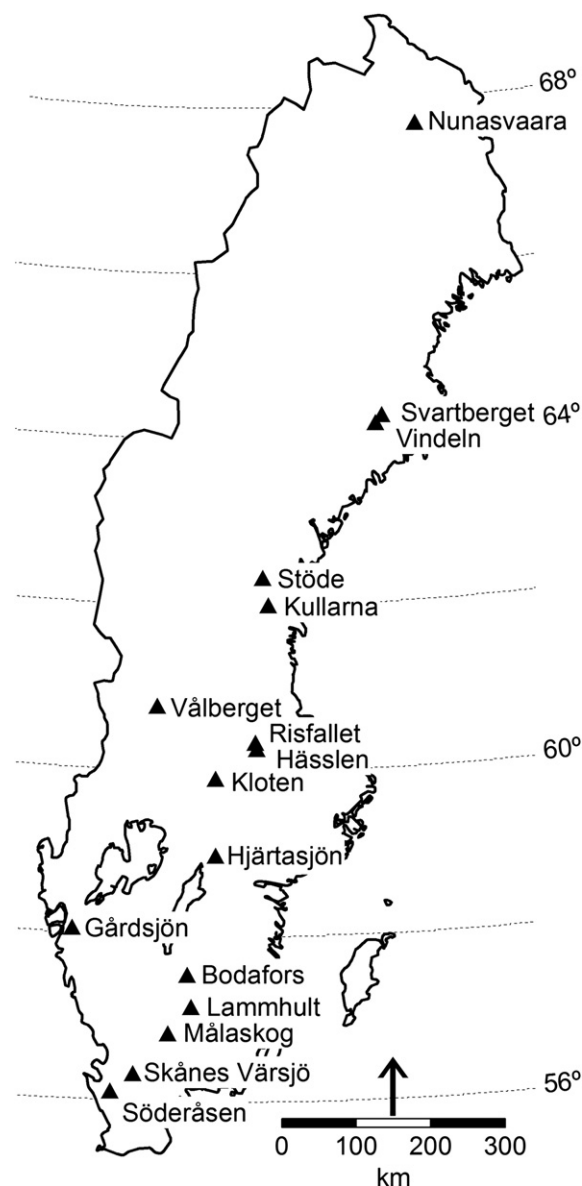 68º
Nunasvaara
Svartberget
64º
Vindeln
Stöde
Kullarna
Vålberget
Risfallet
60º
Hässlen
Kloten
Hjärtasjön
Gårdsjön
Bodafors
Lammhult
Målaskog
Skånes Värsjö
56º
Söderåsen
0 100 200 300
km